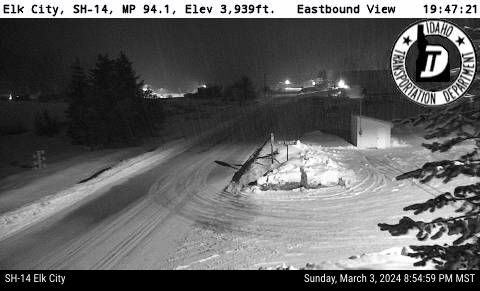 Elk City, SH-14, MP 94.1, Elev 3,939ft. Eastbound View 19:47:21
IDAHO
TRANSPORTATION DEPARTMENT
SH-14 Elk City Sunday, March 3, 2024 8:54:59 PM MST